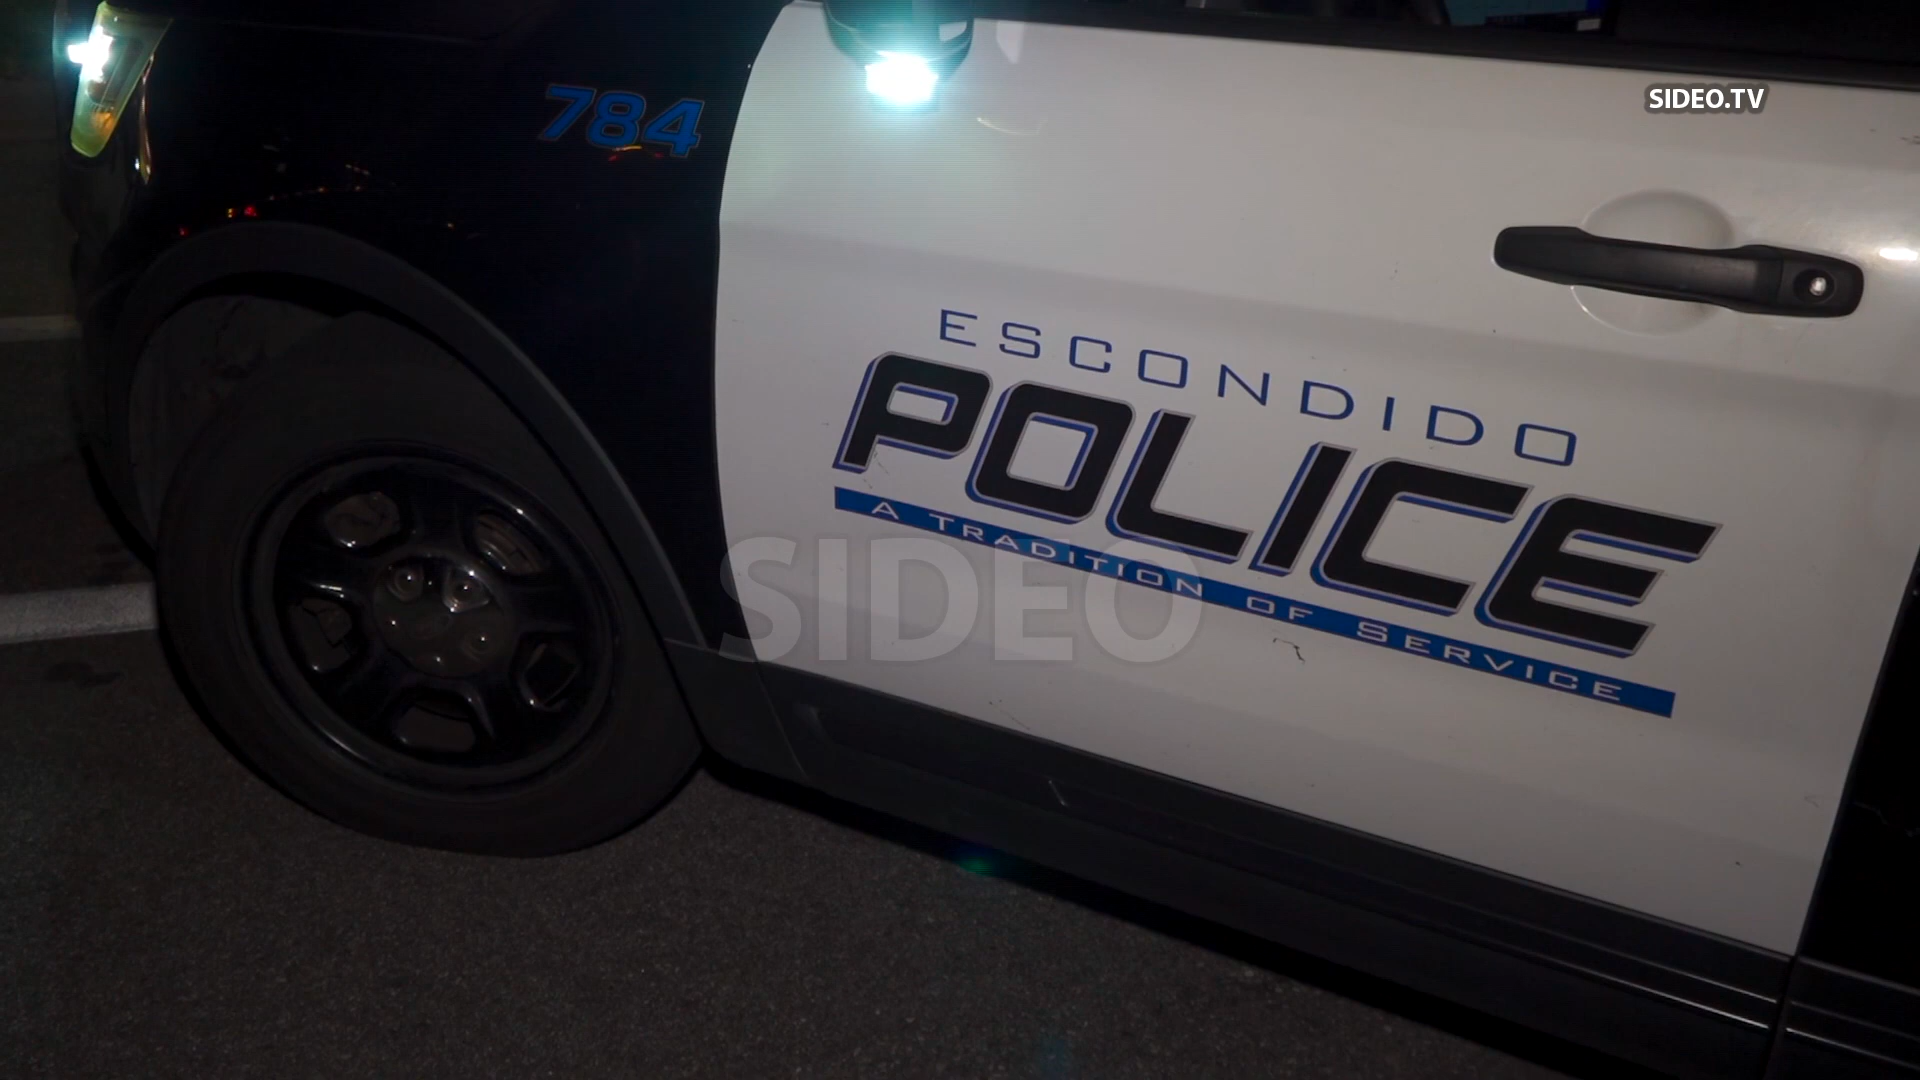 SIDEO.TV
784
ESCONDIDO
POLICE
A TRADITION OF SERVICE
SIDEO